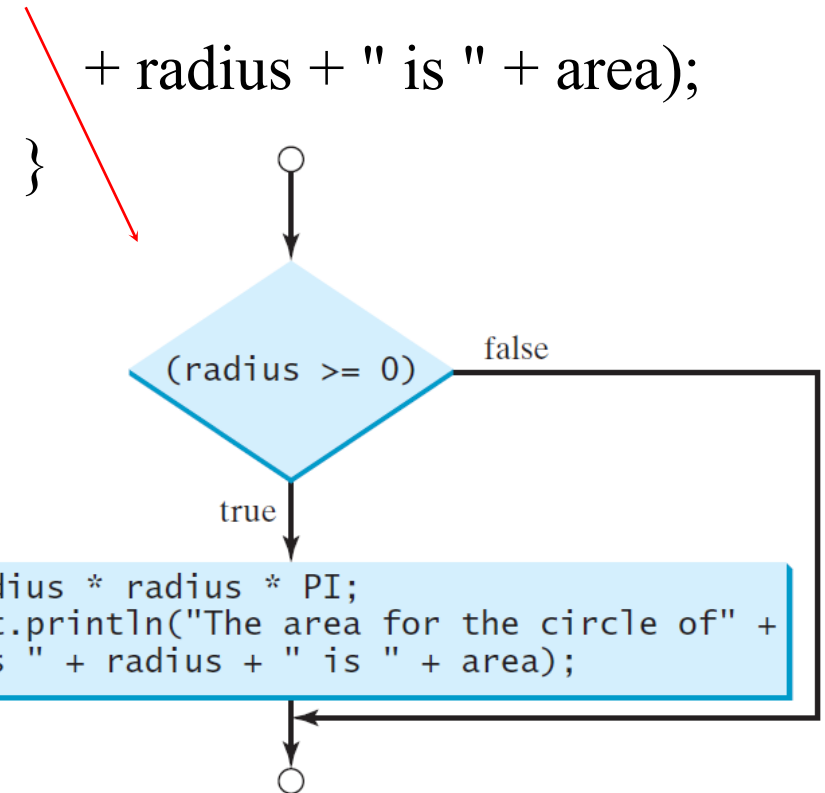 + radius + " is " + area);
}
(radius >= 0)
false
true
dius * radius * PI;
.println("The area for the circle of" +
" + radius + " is " + area);